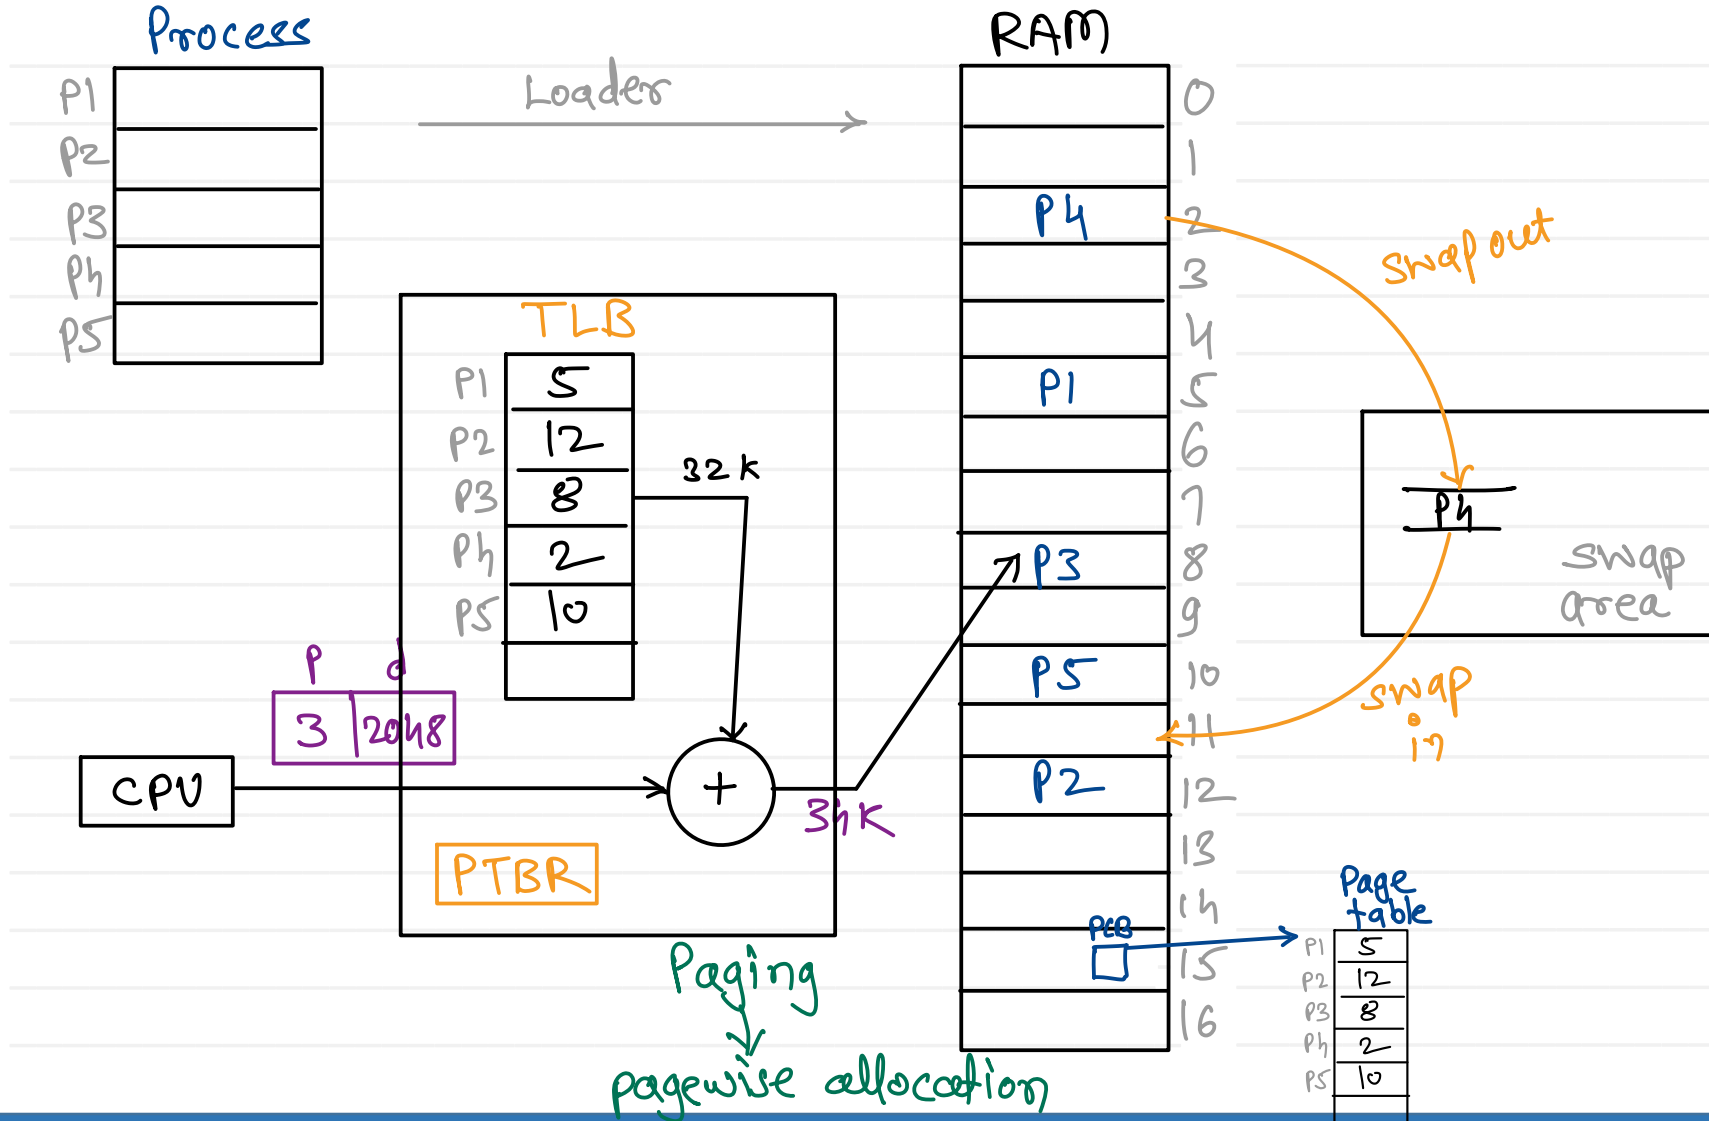 Process
P1
P2
P3
P4
P5
Loader
RAM
0
1
P4 2
3
4
P1 5
6
7
P3 8
9
P5 10
11
P2 12
13
14
PCB
15
16
TLB
P1 5
P2 12
P3 8
P4 2
P5 10
32K
P d
3 2048
CPU
+
34K
PTBR
Paging
pagewise allocation
swap out
P4
swap
area
swap
in
Page
table
P1 5
P2 12
P3 8
P4 2
P5 10